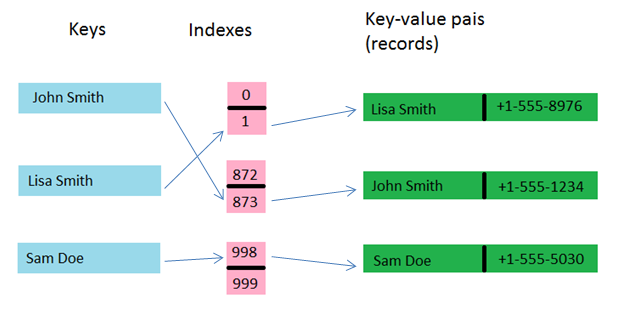 Keys
Indexes
Key-value pais
(records)
John Smith
0
1
Lisa Smith
+1-555-8976
Lisa Smith
872
873
John Smith
+1-555-1234
Sam Doe
998
999
Sam Doe
+1-555-5030